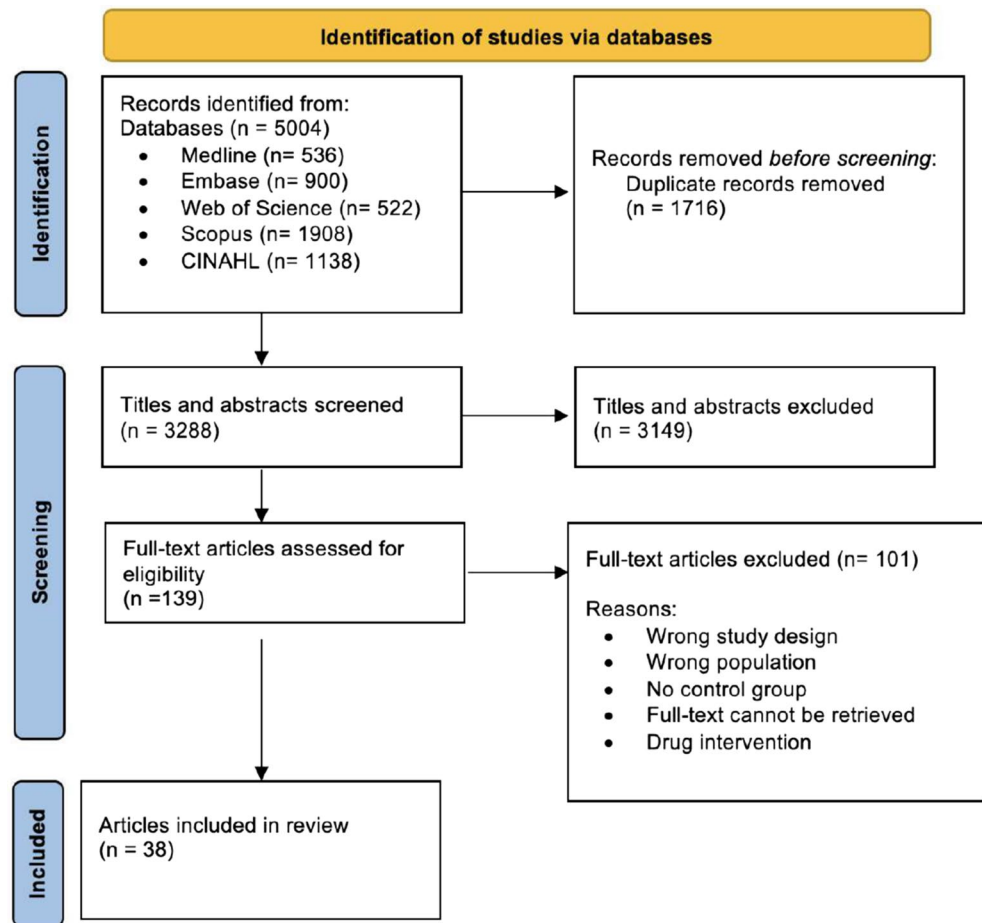 Identification of studies via databases
Identification
Records identified from:
Databases (n = 5004)
• Medline (n= 536)
• Embase (n= 900)
• Web of Science (n= 522)
• Scopus (n= 1908)
• CINAHL (n= 1138)
Records removed before screening:
Duplicate records removed
(n = 1716)
Screening
Titles and abstracts screened
(n = 3288)
Titles and abstracts excluded
(n = 3149)
Full-text articles assessed for
eligibility
(n =139)
Full-text articles excluded (n= 101)
Reasons:
• Wrong study design
• Wrong population
• No control group
• Full-text cannot be retrieved
• Drug intervention
Included
Articles included in review
(n = 38)